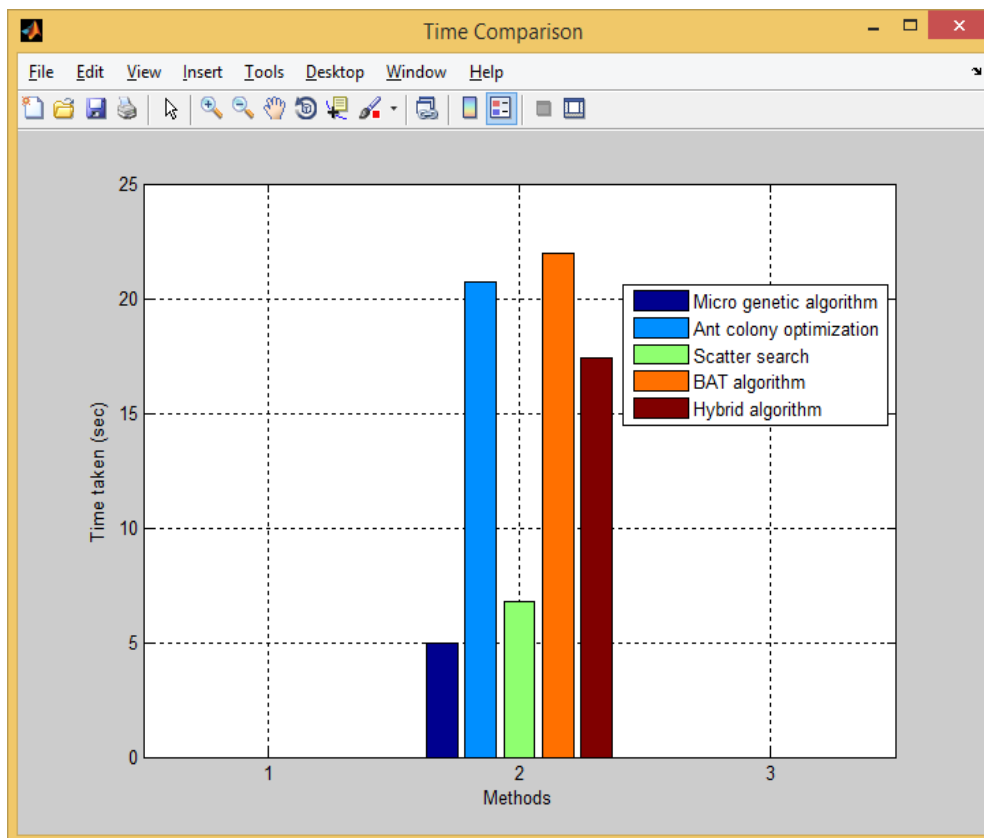 Time Comparison
File Edit View Insert Tools Desktop Window Help
25
20
15
10
5
0
Time taken (sec)
Micro genetic algorithm
Ant colony optimization
Scatter search
BAT algorithm
Hybrid algorithm
1 2 3
Methods